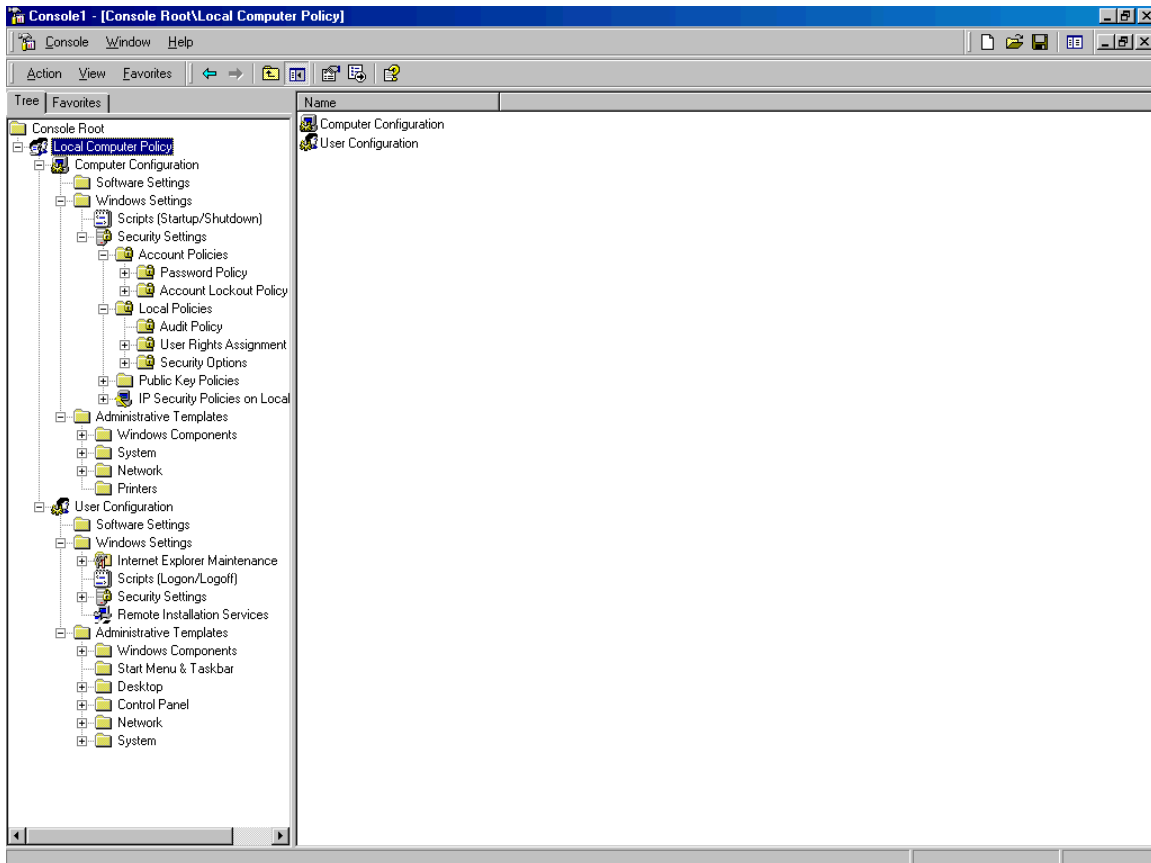 Console1 - [Console Root\Local Computer Policy]
Console Window Help
Action View Favorites
Tree Favorites
Console Root
Local Computer Policy
Computer Configuration
Software Settings
Windows Settings
Scripts (Startup/Shutdown)
Security Settings
Account Policies
Password Policy
Account Lockout Policy
Local Policies
Audit Policy
User Rights Assignment
Security Options
Public Key Policies
IP Security Policies on Local
Administrative Templates
Windows Components
System
Network
Printers
User Configuration
Software Settings
Windows Settings
Internet Explorer Maintenance
Scripts (Logon/Logoff)
Security Settings
Remote Installation Services
Administrative Templates
Windows Components
Start Menu & Taskbar
Desktop
Control Panel
Network
System
Name
Computer Configuration
User Configuration